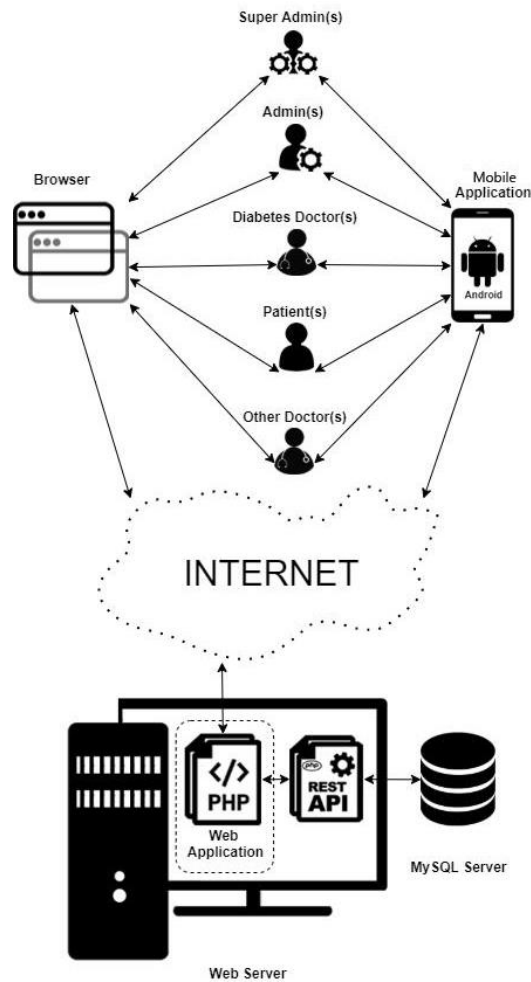 Super Admin(s)
Admin(s)
Browser
Mobile
Application
Diabetes Doctor(s)
Android
Patient(s)
Other Doctor(s)
INTERNET
</>
PHP
Web
Application
php
REST
API
MySQL Server
Web Server